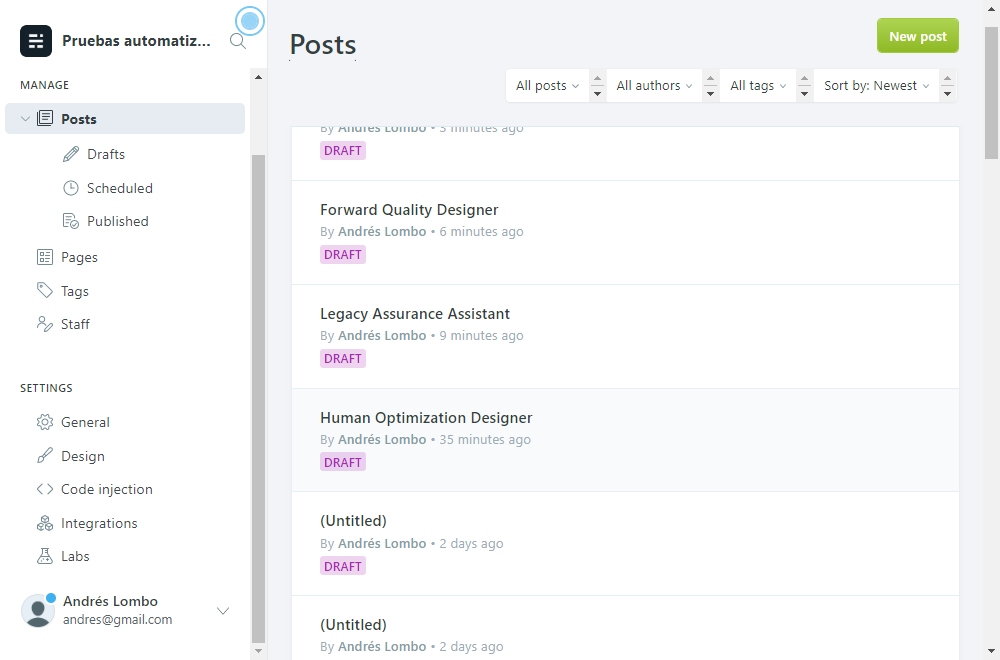 Pruebas automatiz...
MANAGE
Posts
Drafts
Scheduled
Published
Pages
Tags
Staff
SETTINGS
General
Design
Code injection
Integrations
Labs
Andrés Lombo
andres@gmail.com
Posts
New post
All posts
All authors
All tags
Sort by: Newest
By Andrés Lombo • 3 minutes ago
DRAFT
Forward Quality Designer
By Andrés Lombo • 6 minutes ago
DRAFT
Legacy Assurance Assistant
By Andrés Lombo • 9 minutes ago
DRAFT
Human Optimization Designer
By Andrés Lombo • 35 minutes ago
DRAFT
(Untitled)
By Andrés Lombo • 2 days ago
DRAFT
(Untitled)
By Andrés Lombo • 2 days ago